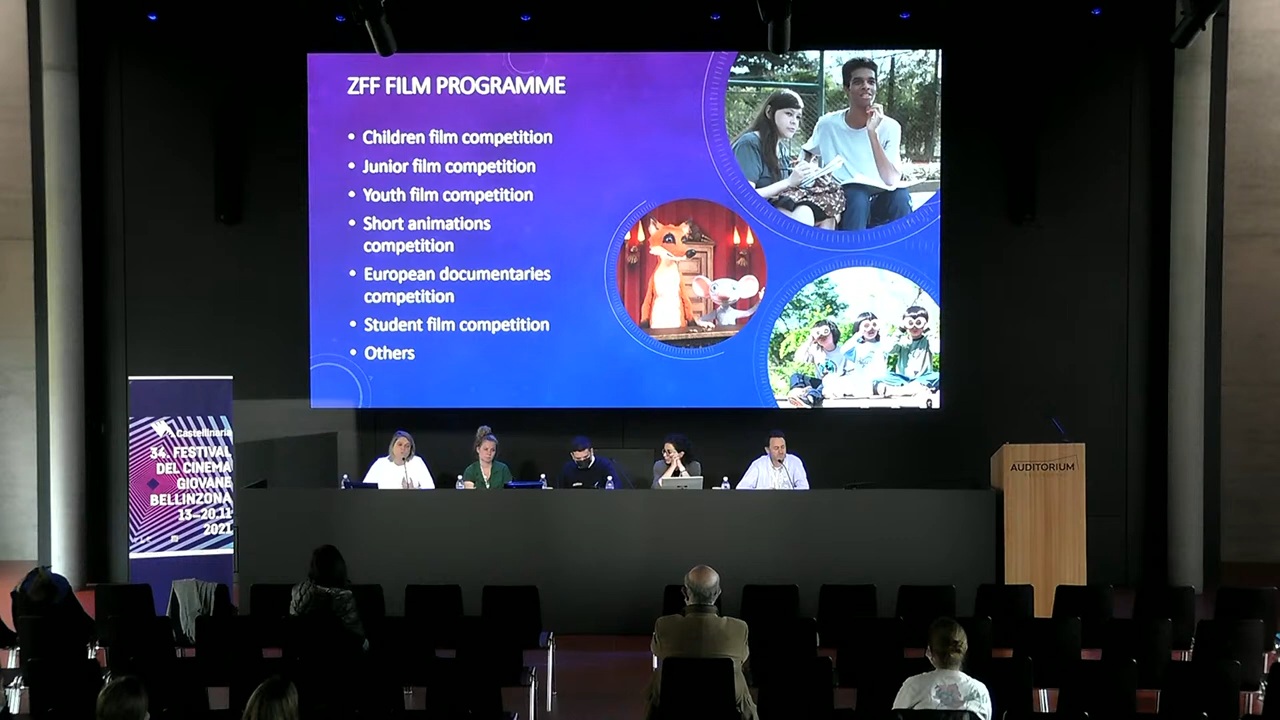 ZFF FILM PROGRAMME
• Children film competition
• Junior film competition
• Youth film competition
• Short animations
competition
• European documentaries
competition
• Student film competition
• Others
Castellinaria
34. FESTIVAL
DEL CINEMA
GIOVANE
BELLINZONA
13–20.11
2021
AUDITORIUM